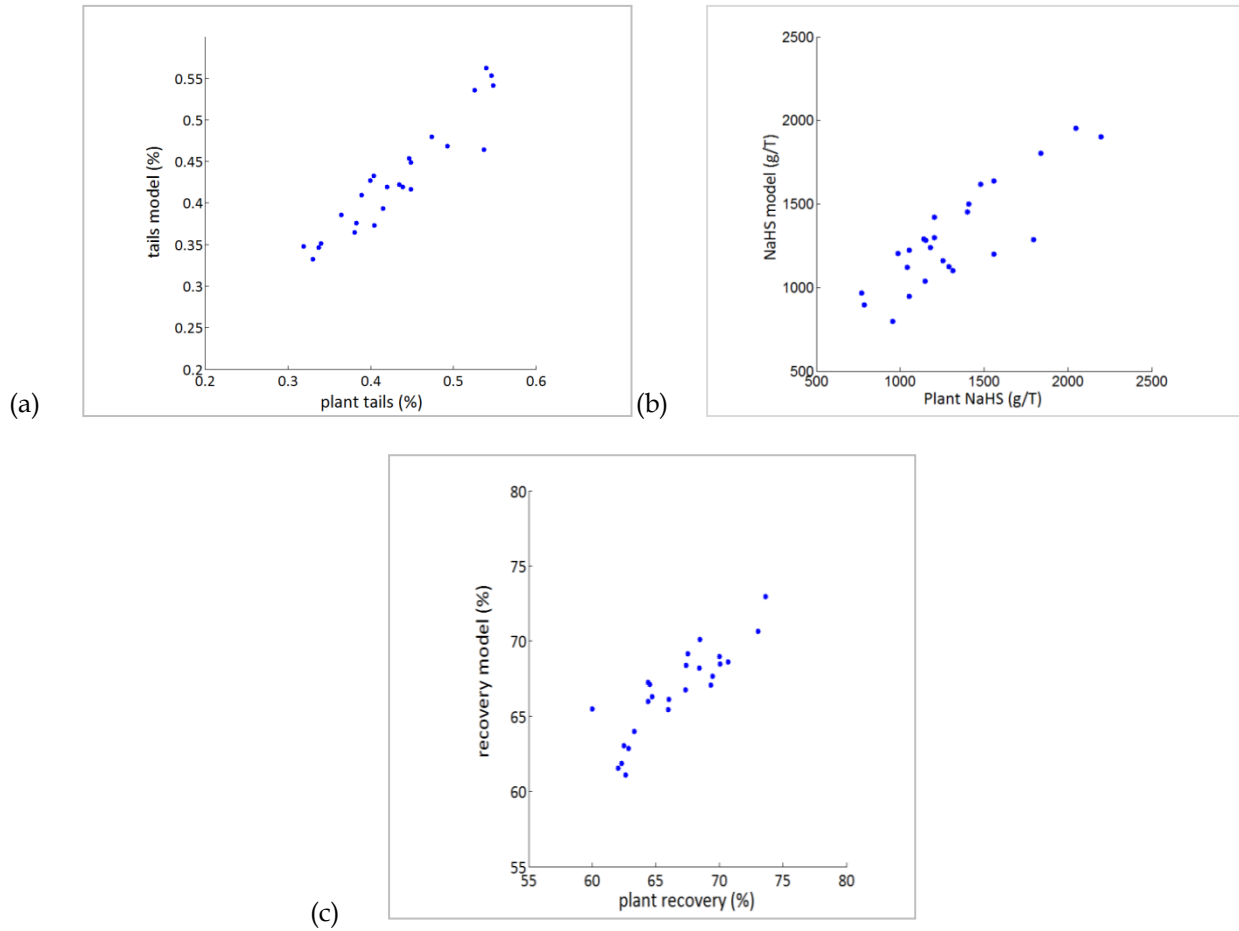 0.55
0.5
0.45
0.4
0.35
0.3
0.25
0.2
tails model (%)
0.2 0.3 0.4 0.5 0.6
plant tails (%)
(a)
2500
2000
1500
1000
500
NaHS model (g/T)
500 1000 1500 2000 2500
Plant NaHS (g/T)
(b)
80
75
70
65
60
55
recovery model (%)
55 60 65 70 75 80
plant recovery (%)
(c)